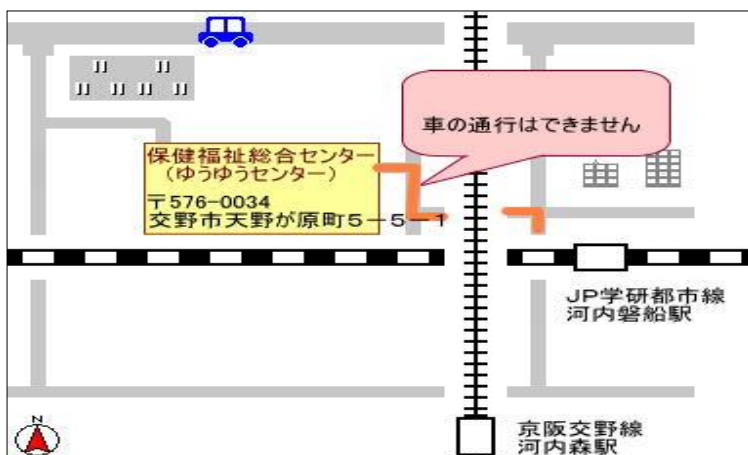 車の通行はできません
保健福祉総合センター
(ゆうゆうセンター)
〒576-0034
交野市天野が原町5-5-1
JP学研都市線
河内磐船駅
京阪交野線
河内森駅
N